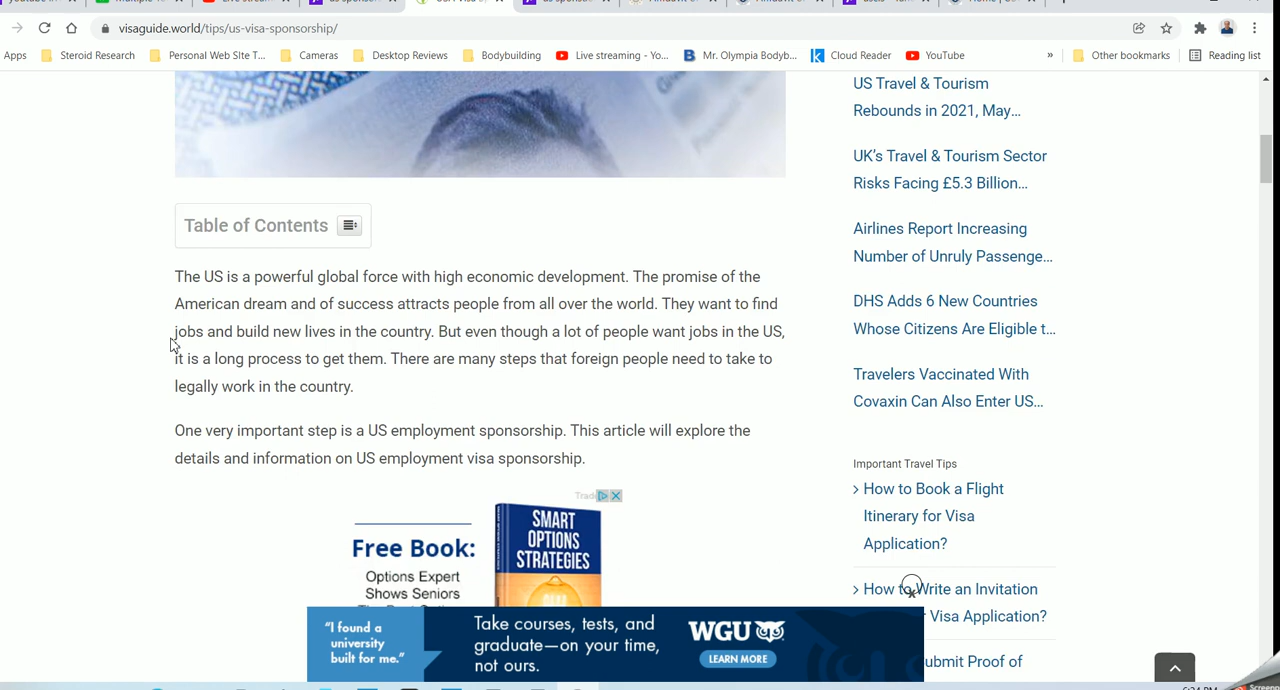 visaguide.world/tips/us-visa-sponsorship/
Apps Steroid Research Personal Web SIte T... Cameras Desktop Reviews Bodybuilding Live streaming - Yo... Mr. Olympia Bodyb... Cloud Reader YouTube » Other bookmarks Reading list
Table of Contents
The US is a powerful global force with high economic development. The promise of the
American dream and of success attracts people from all over the world. They want to find
jobs and build new lives in the country. But even though a lot of people want jobs in the US,
it is a long process to get them. There are many steps that foreign people need to take to
legally work in the country.
One very important step is a US employment sponsorship. This article will explore the
details and information on US employment visa sponsorship.
Free Book:
Options Expert
Shows Seniors
SMART
OPTIONS
STRATEGIES
"I found a
university
built for me."
Take courses, tests, and
graduate—on your time,
not ours.
WGU
LEARN MORE
US Travel & Tourism
Rebounds in 2021, May...
UK's Travel & Tourism Sector
Risks Facing £5.3 Billion...
Airlines Report Increasing
Number of Unruly Passenge...
DHS Adds 6 New Countries
Whose Citizens Are Eligible t...
Travelers Vaccinated With
Covaxin Can Also Enter US...
Important Travel Tips
> How to Book a Flight
Itinerary for Visa
Application?
> How to Write an Invitation
Visa Application?
ubmit Proof of